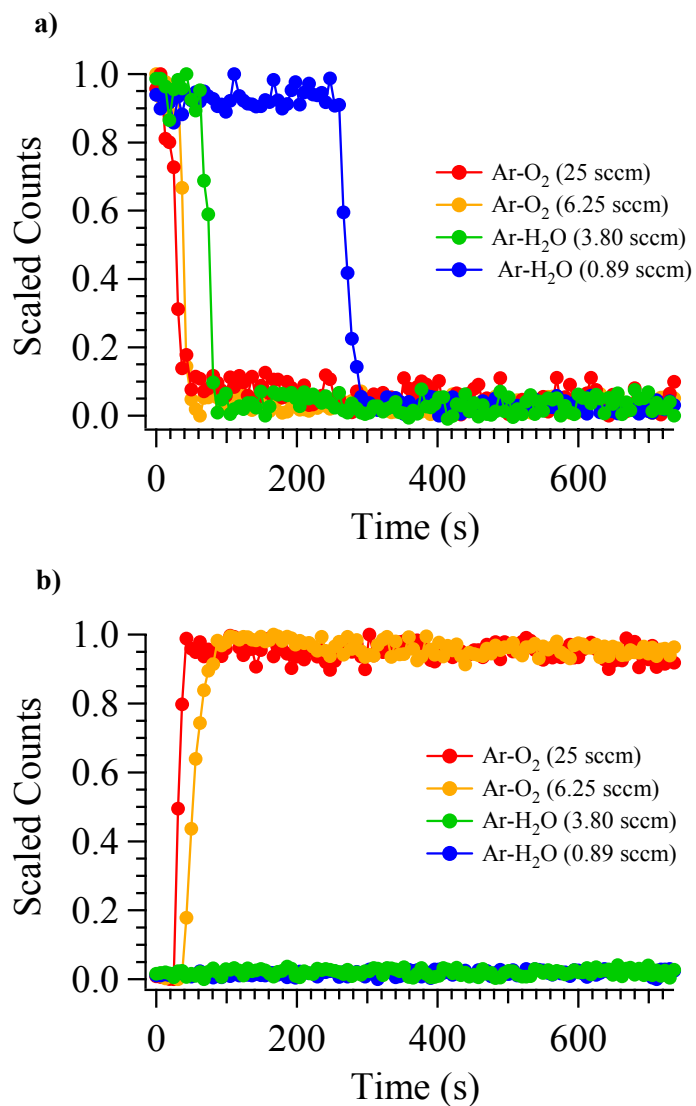 a)
1.0
0.8
0.6
0.4
0.2
0.0
Scaled Counts
Ar-O₂ (25 sccm)
Ar-O₂ (6.25 sccm)
Ar-H₂O (3.80 sccm)
Ar-H₂O (0.89 sccm)
0 200 400 600
Time (s)
b)
1.0
0.8
0.6
0.4
0.2
0.0
Scaled Counts
Ar-O₂ (25 sccm)
Ar-O₂ (6.25 sccm)
Ar-H₂O (3.80 sccm)
Ar-H₂O (0.89 sccm)
0 200 400 600
Time (s)